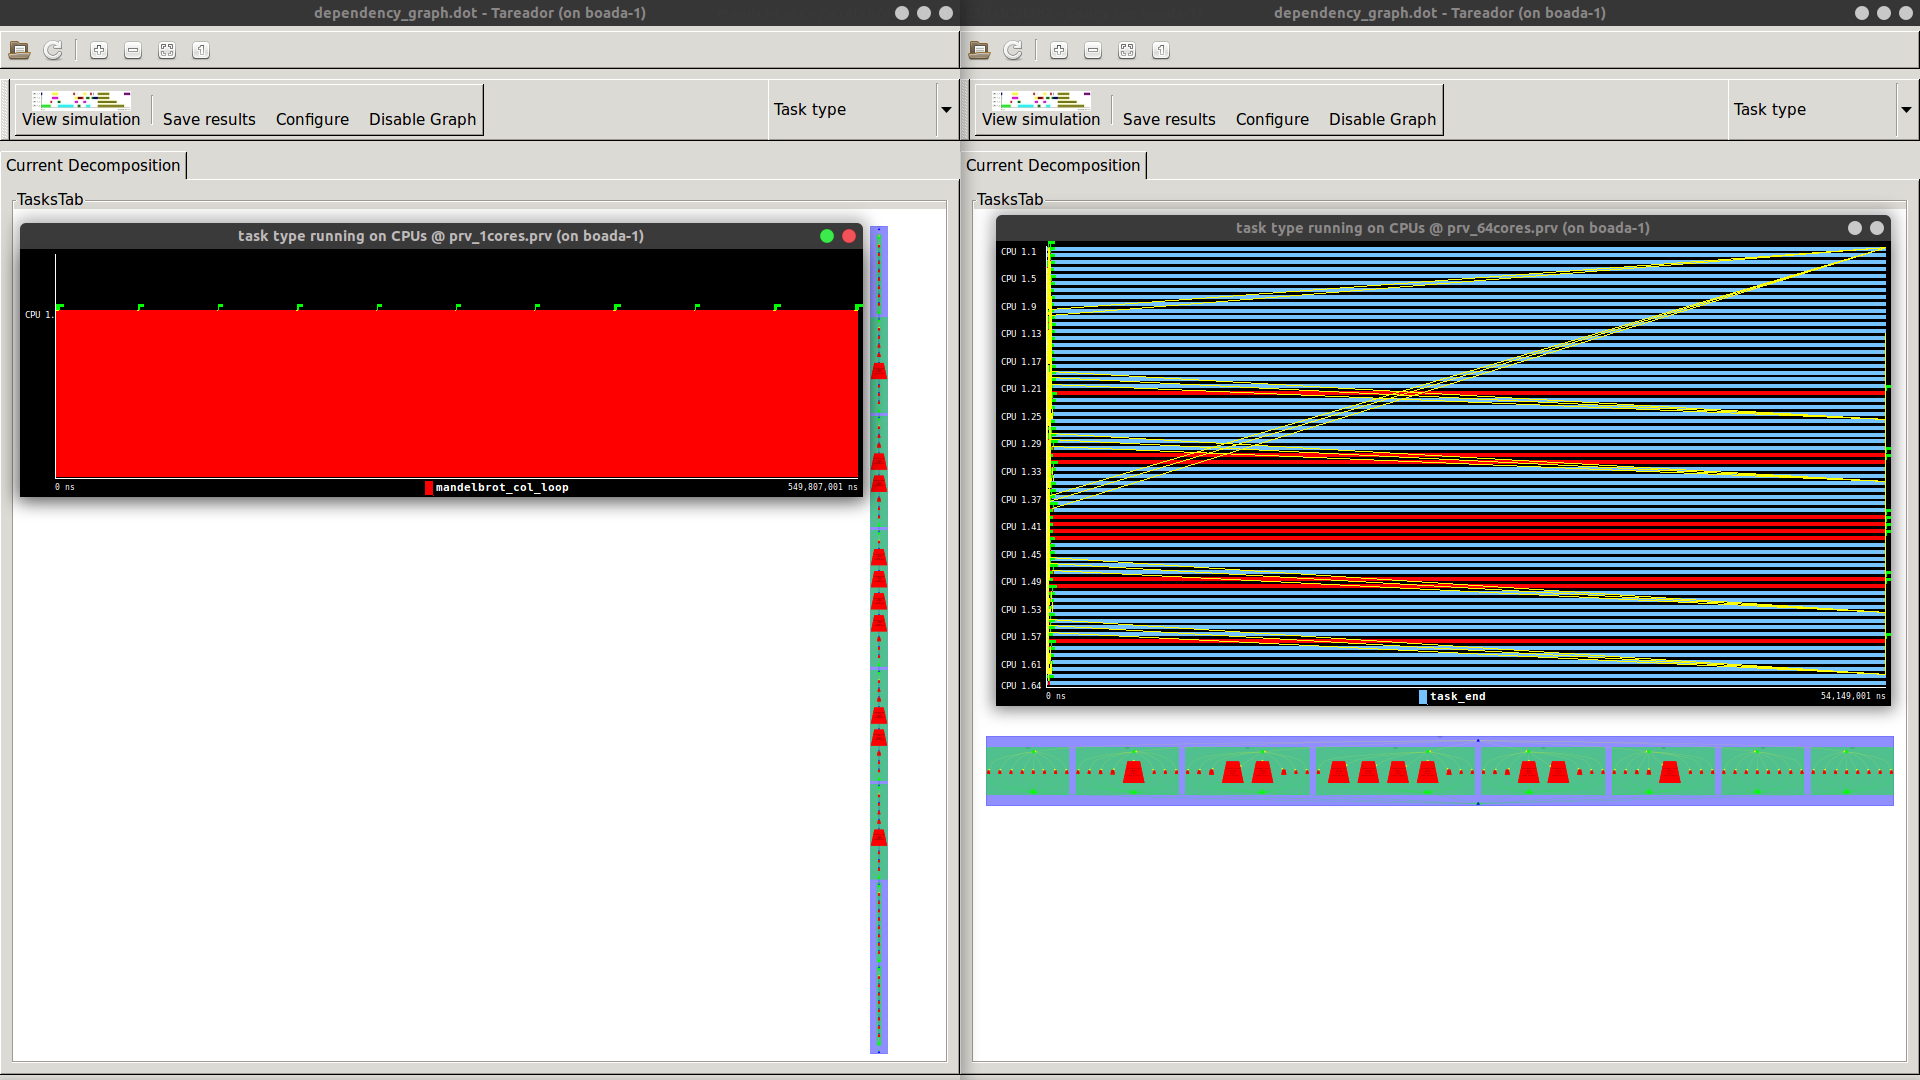 dependency_graph.dot - Tareador (on boada-1)
View simulation Save results Configure Disable Graph
Task type
Current Decomposition
TasksTab
task type running on CPUs @ prv_1cores.prv (on boada-1)
CPU 1.
0 ns
mandelbrot_col_loop
549,807,001 ns
dependency_graph.dot - Tareador (on boada-1)
View simulation Save results Configure Disable Graph
Task type
Current Decomposition
TasksTab
task type running on CPUs @ prv_64cores.prv (on boada-1)
CPU 1.1
CPU 1.5
CPU 1.9
CPU 1.13
CPU 1.17
CPU 1.21
CPU 1.25
CPU 1.29
CPU 1.33
CPU 1.37
CPU 1.41
CPU 1.45
CPU 1.49
CPU 1.53
CPU 1.57
CPU 1.61
CPU 1.64
0 ns
task_end
54,149,001 ns